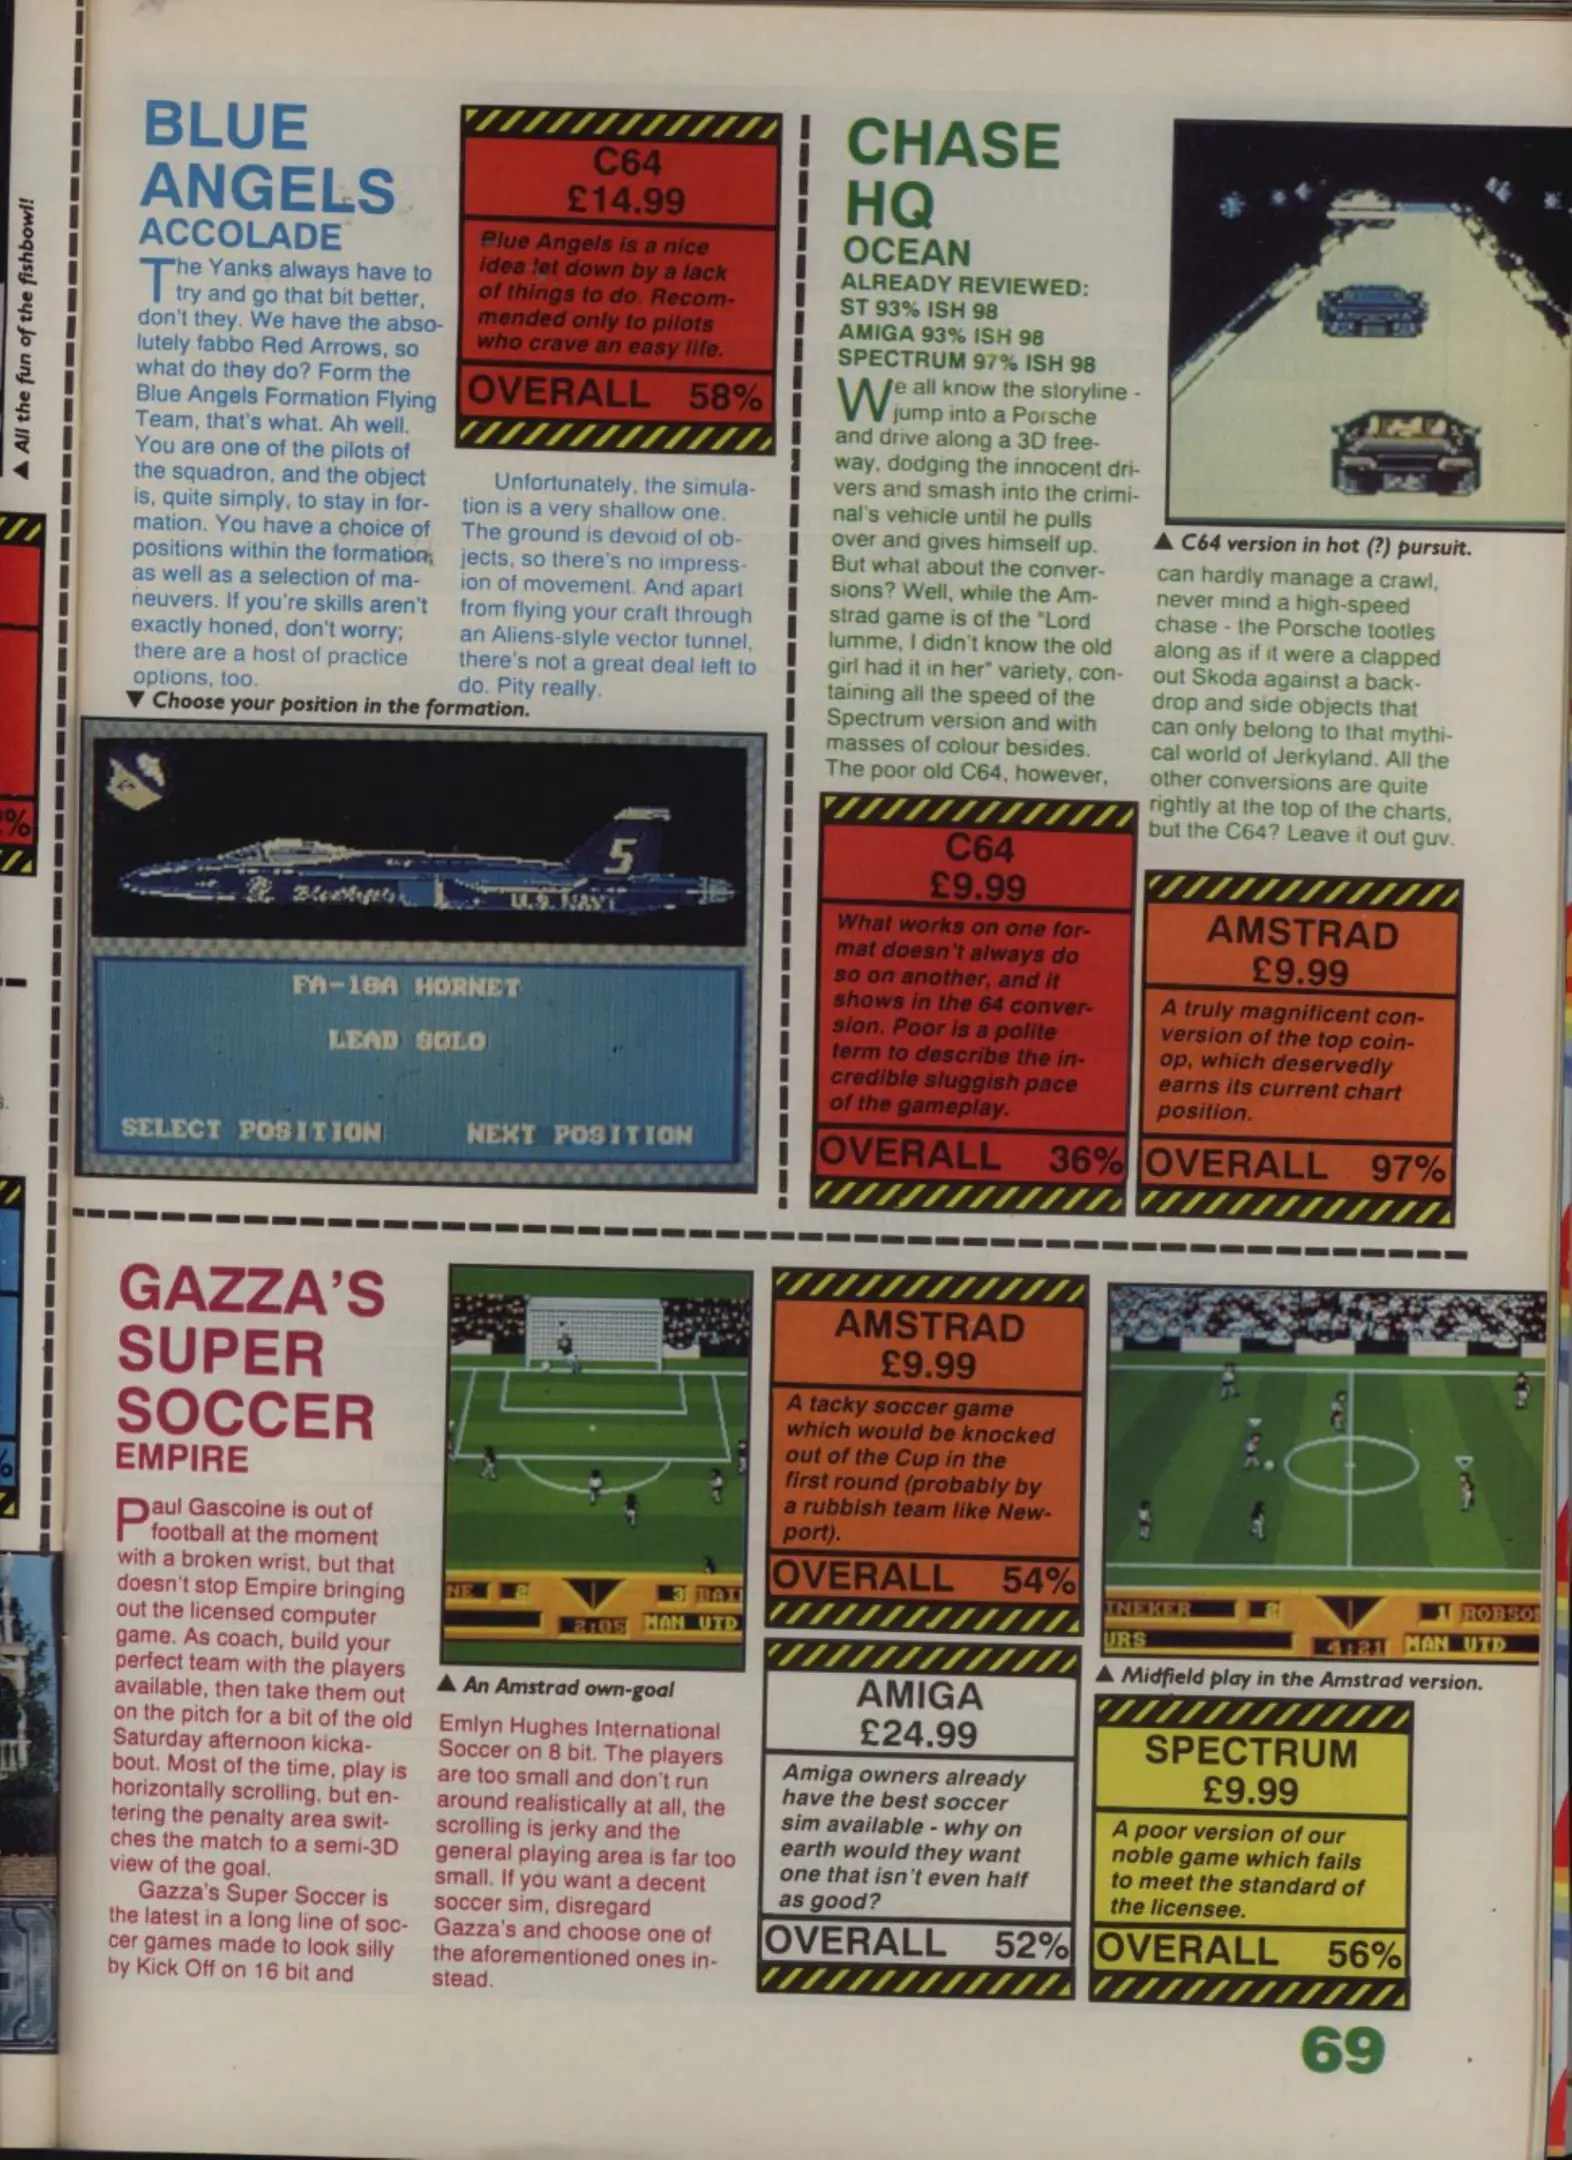 ▲ All the fun of the fishbowl!
BLUE
ANGELS
ACCOLADE
The Yanks always have to
try and go that bit better,
don't they. We have the abso-
lutely fabbo Red Arrows, so
what do they do? Form the
Blue Angels Formation Flying
Team, that's what. Ah well.
You are one of the pilots of
the squadron, and the object
is, quite simply, to stay in for-
mation. You have a choice of
positions within the formation,
as well as a selection of ma-
neuvers. If you're skills aren't
exactly honed, don't worry;
there are a host of practice
options, too.
C64
£14.99
Blue Angels is a nice
idea let down by a lack
of things to do. Recom-
mended only to pilots
who crave an easy life.
OVERALL 58%
Unfortunately, the simula-
tion is a very shallow one.
The ground is devoid of ob-
jects, so there's no impress-
ion of movement. And apart
from flying your craft through
an Aliens-style vector tunnel,
there's not a great deal left to
do. Pity really.
▼ Choose your position in the formation.
5
Blue Angels
U.S. NAVY
FA-18A HORNET
LEAD SOLO
SELECT POSITION NEXT POSITION
CHASE
HQ
OCEAN
ALREADY REVIEWED:
ST 93% ISH 98
AMIGA 93% ISH 98
SPECTRUM 97% ISH 98
We all know the storyline -
jump into a Porsche
and drive along a 3D free-
way, dodging the innocent dri-
vers and smash into the crimi-
nal's vehicle until he pulls
over and gives himself up.
But what about the conver-
sions? Well, while the Am-
strad game is of the "Lord
lumme, I didn't know the old
girl had it in her" variety, con-
taining all the speed of the
Spectrum version and with
masses of colour besides.
The poor old C64, however,
▲ C64 version in hot (?) pursuit.
can hardly manage a crawl,
never mind a high-speed
chase - the Porsche tootles
along as if it were a clapped
out Skoda against a back-
drop and side objects that
can only belong to that mythi-
cal world of Jerkyland. All the
other conversions are quite
rightly at the top of the charts,
but the C64? Leave it out guv.
C64
£9.99
What works on one for-
mat doesn't always do
so on another, and it
shows in the 64 conver-
sion. Poor is a polite
term to describe the in-
credible sluggish pace
of the gameplay.
OVERALL 36%
AMSTRAD
£9.99
A truly magnificent con-
version of the top coin-
op, which deservedly
earns its current chart
position.
OVERALL 97%
GAZZA'S
SUPER
SOCCER
EMPIRE
Paul Gascoine is out of
football at the moment
with a broken wrist, but that
doesn't stop Empire bringing
out the licensed computer
game. As coach, build your
perfect team with the players
available, then take them out
on the pitch for a bit of the old
Saturday afternoon kicka-
bout. Most of the time, play is
horizontally scrolling, but en-
tering the penalty area swit-
ches the match to a semi-3D
view of the goal.
Gazza's Super Soccer is
the latest in a long line of soc-
cer games made to look silly
by Kick Off on 16 bit and
NE 2 3 BAI
2:05 MAN UTD
▲ An Amstrad own-goal
Emlyn Hughes International
Soccer on 8 bit. The players
are too small and don't run
around realistically at all, the
scrolling is jerky and the
general playing area is far too
small. If you want a decent
soccer sim, disregard
Gazza's and choose one of
the aforementioned ones in-
stead.
AMSTRAD
£9.99
A tacky soccer game
which would be knocked
out of the Cup in the
first round (probably by
a rubbish team like New-
port).
OVERALL 54%
AMIGA
£24.99
Amiga owners already
have the best soccer
sim available - why on
earth would they want
one that isn't even half
as good?
OVERALL 52%
INEKER 2 1 ROBSO
URS 4:21 MAN UTD
▲ Midfield play in the Amstrad version.
SPECTRUM
£9.99
A poor version of our
noble game which fails
to meet the standard of
the licensee.
OVERALL 56%
69